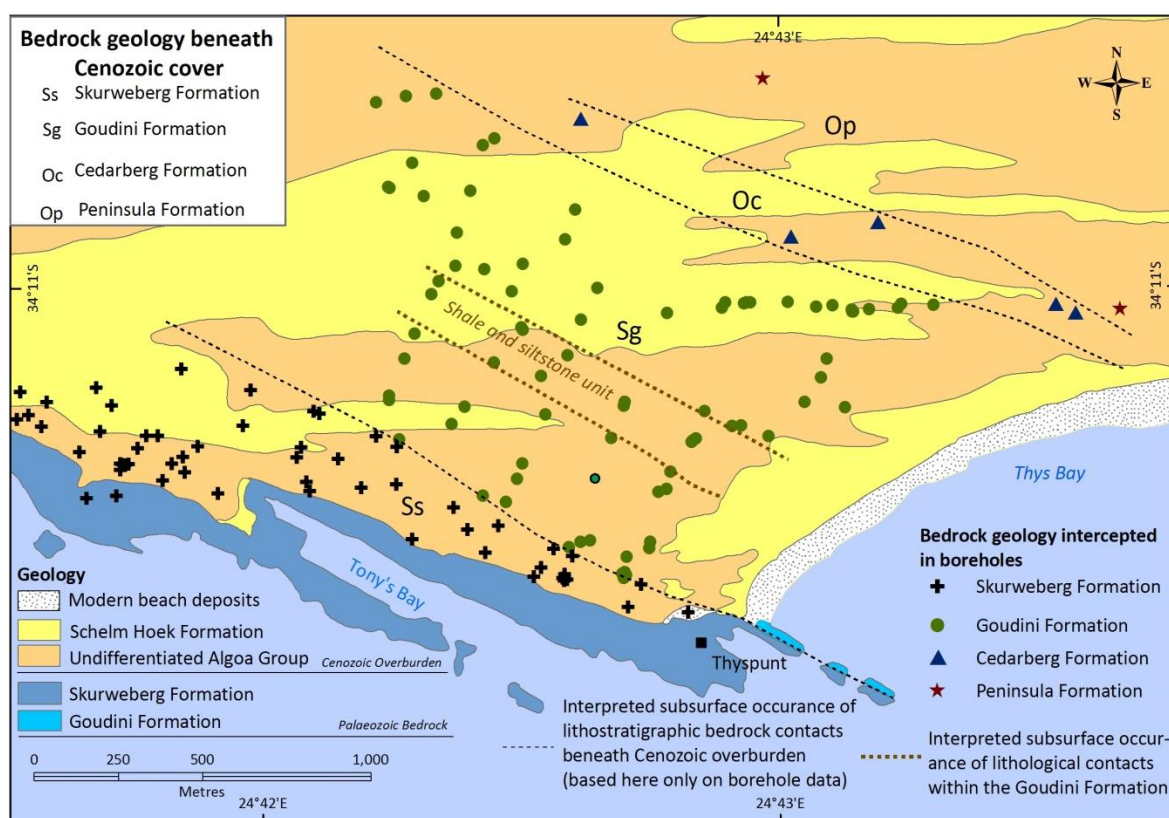 Bedrock geology beneath
Cenozoic cover
Ss Skurweberg Formation
Sg Goudini Formation
Oc Cedarberg Formation
Op Peninsula Formation
24°43'E
N
W E
S
Op
Oc
34°11'S
34°11'S
Sg
Shale and siltstone unit
Ss
Thys Bay
Tony's Bay
Thyspunt
Geology
Modern beach deposits
Schelm Hoek Formation
Undifferentiated Algoa Group
Cenozoic Overburden
Skurweberg Formation
Goudini Formation
Palaeozoic Bedrock
0 250 500 1,000
Metres
24°42'E
24°43'E
Bedrock geology intercepted
in boreholes
Skurweberg Formation
Goudini Formation
Cedarberg Formation
Peninsula Formation
Interpreted subsurface occurance of
lithostratigraphic bedrock contacts
beneath Cenozoic overburden
(based here only on borehole data)
Interpreted subsurface occur-
ance of lithological contacts
within the Goudini Formation